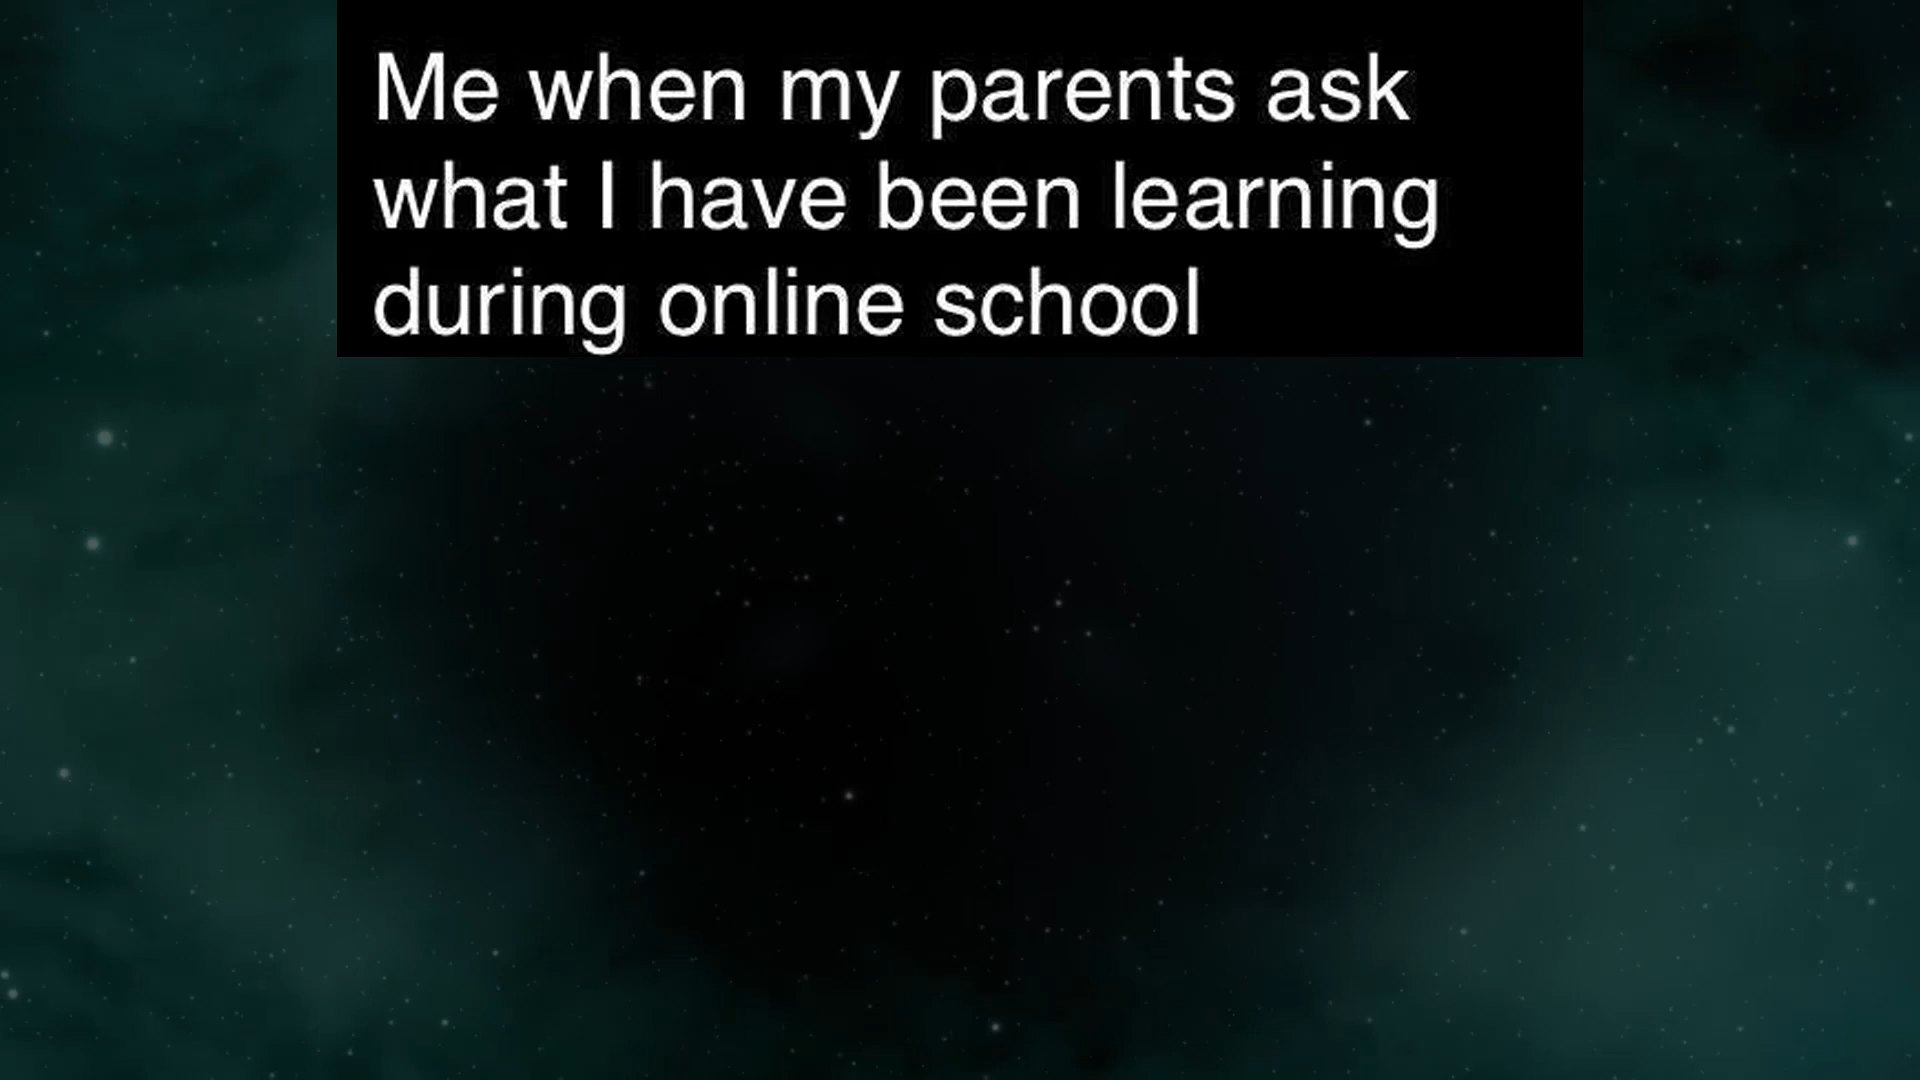 Me when my parents ask
what I have been learning
during online school